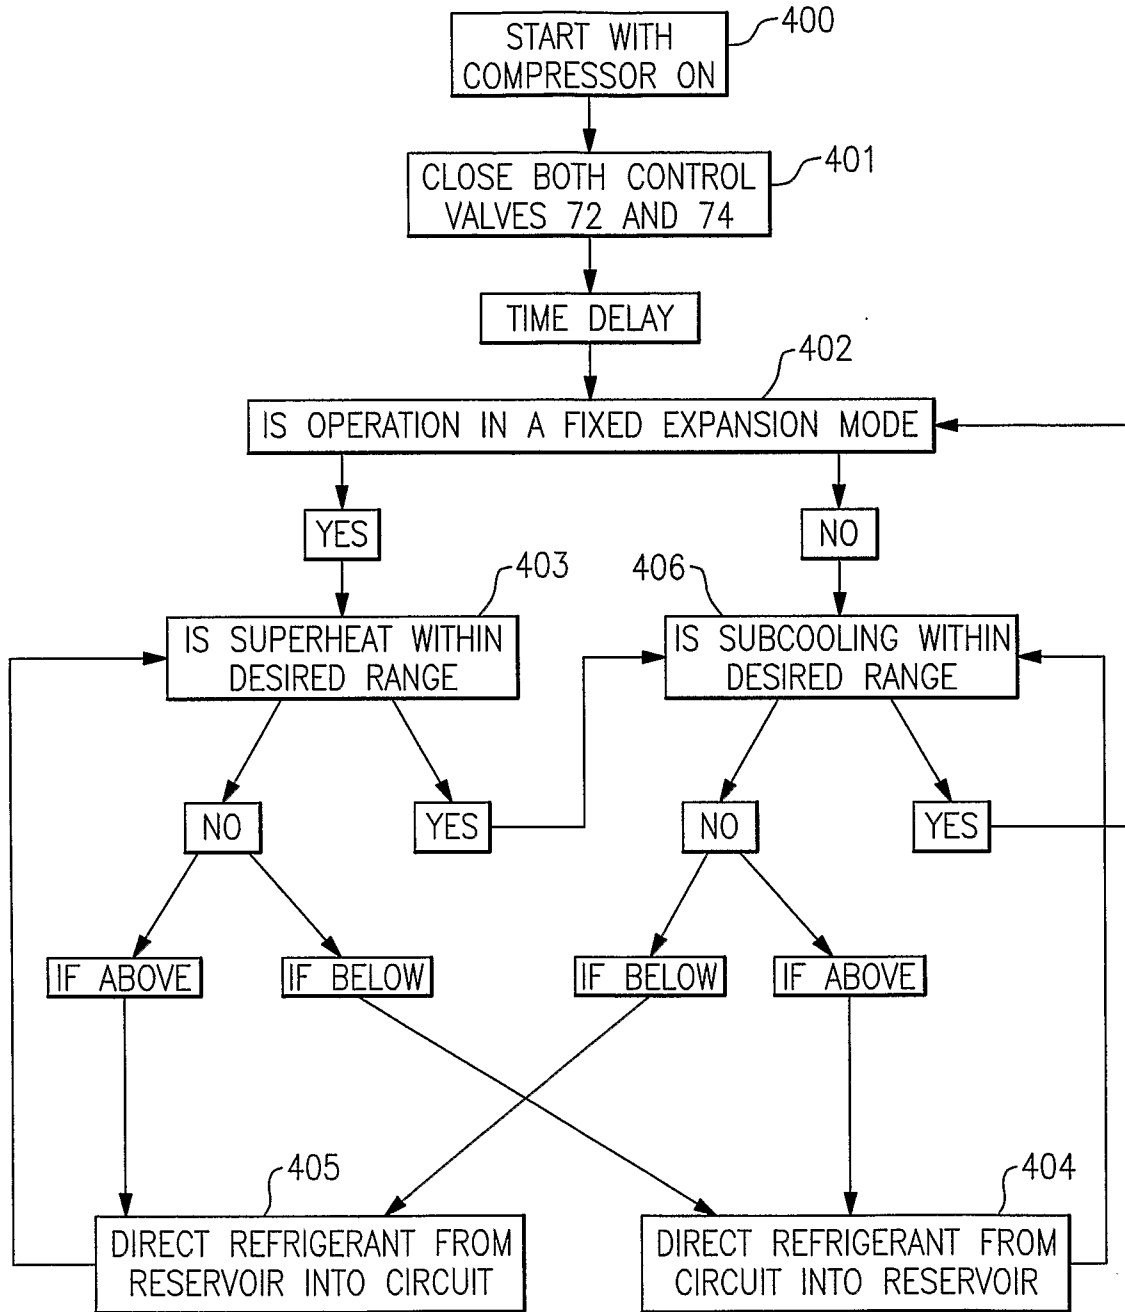 START WITH
COMPRESSOR ON
400
CLOSE BOTH CONTROL
VALVES 72 AND 74
401
TIME DELAY
402
IS OPERATION IN A FIXED EXPANSION MODE
YES
NO
403
406
IS SUPERHEAT WITHIN
DESIRED RANGE
IS SUBCOOLING WITHIN
DESIRED RANGE
NO
YES
NO
YES
IF ABOVE
IF BELOW
IF BELOW
IF ABOVE
405
404
DIRECT REFRIGERANT FROM
RESERVOIR INTO CIRCUIT
DIRECT REFRIGERANT FROM
CIRCUIT INTO RESERVOIR